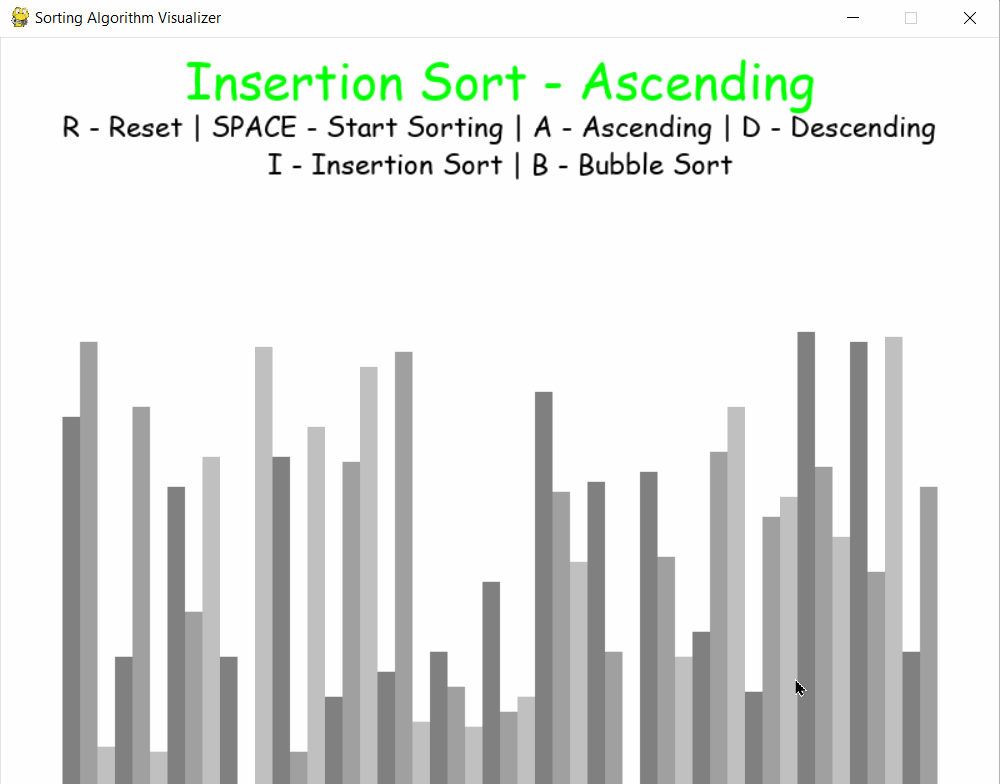 Sorting Algorithm Visualizer
Insertion Sort - Ascending
R - Reset | SPACE - Start Sorting | A - Ascending | D - Descending
I - Insertion Sort | B - Bubble Sort